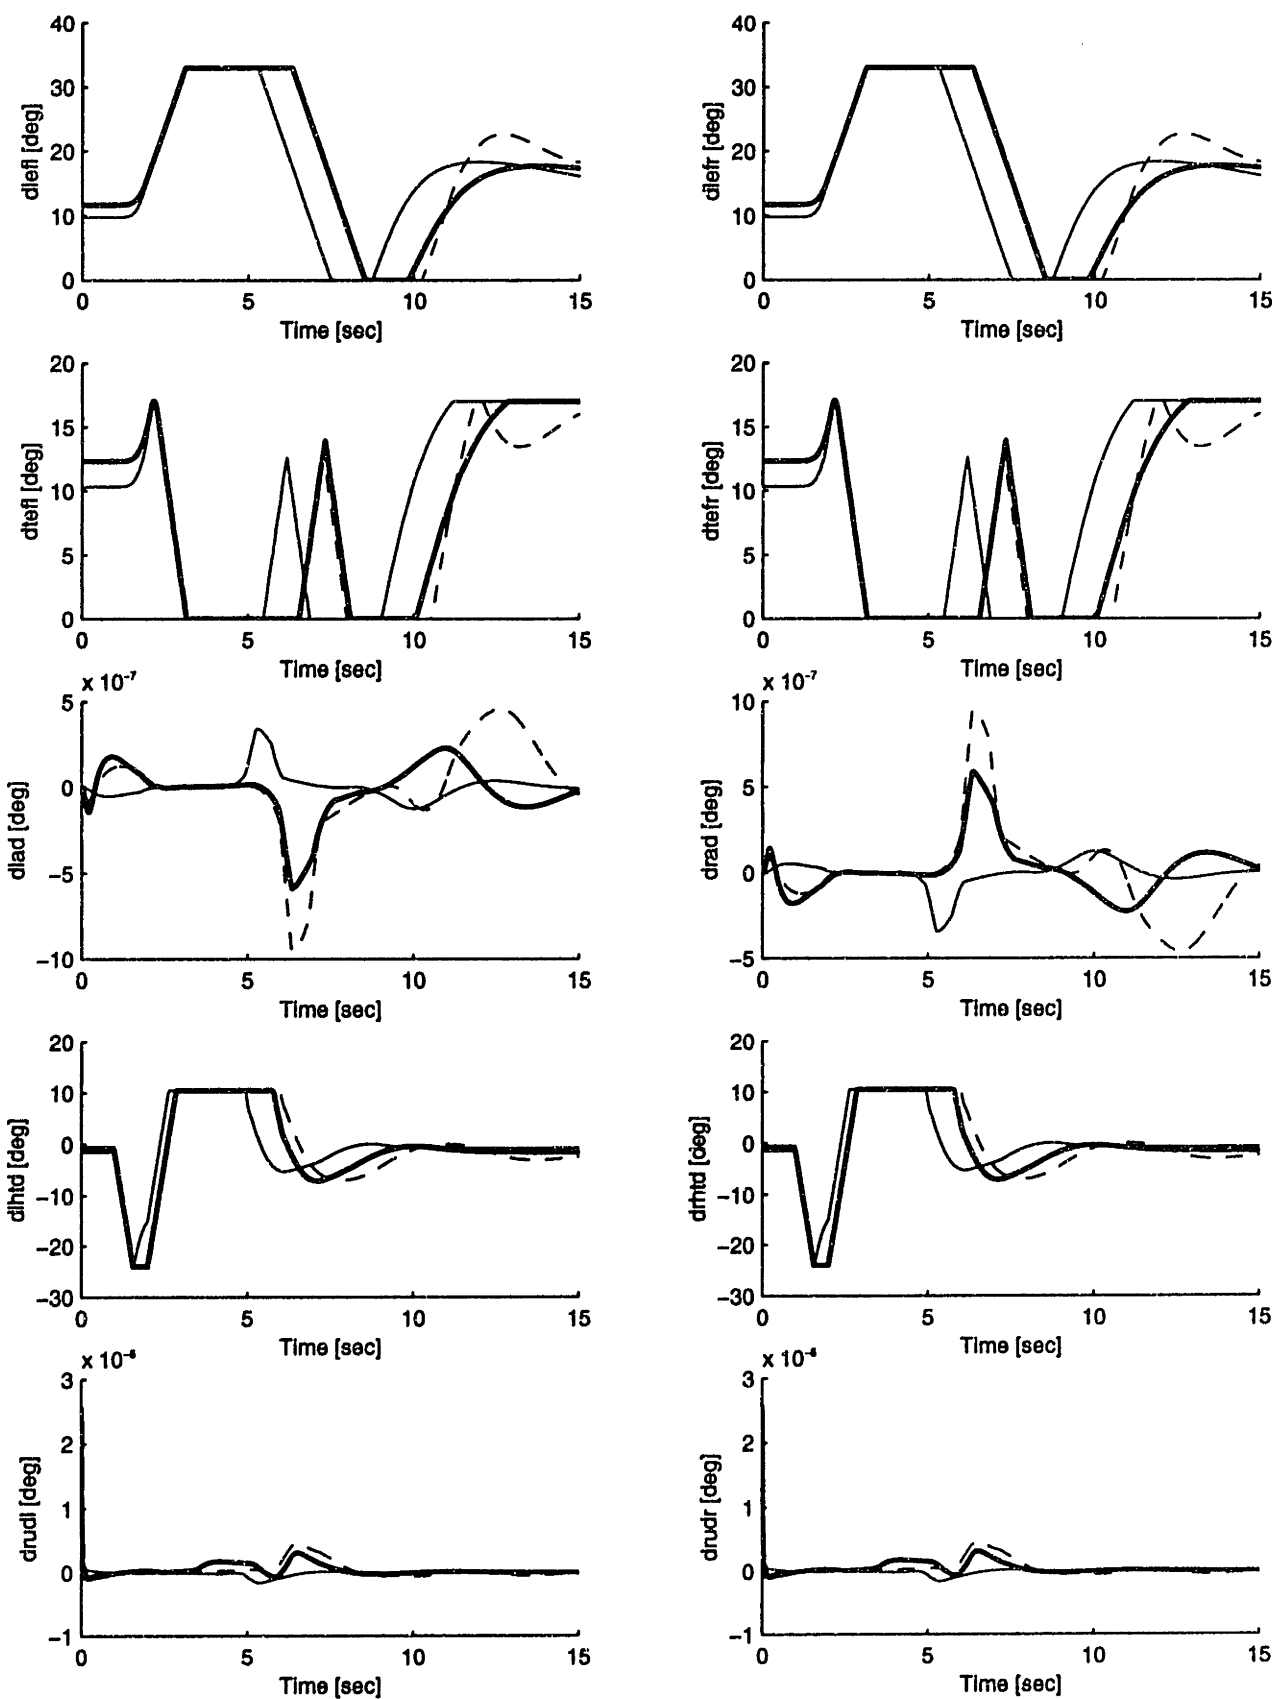 40
30
20
10
0
dlefl [deg]
0 5 10 15
Time [sec]
40
30
20
10
0
dlefr [deg]
0 5 10 15
Time [sec]
20
15
10
5
0
dtefl [deg]
0 5 10 15
Time [sec]
20
15
10
5
0
dtefr [deg]
0 5 10 15
Time [sec]
x 10⁻⁷
5
0
−5
−10
dlad [deg]
0 5 10 15
Time [sec]
x 10⁻⁷
10
5
0
−5
drad [deg]
0 5 10 15
Time [sec]
20
10
0
−10
−20
−30
dlhtd [deg]
0 5 10 15
Time [sec]
20
10
0
−10
−20
−30
drhtd [deg]
0 5 10 15
Time [sec]
x 10
3
2
1
0
−1
drudl [deg]
0 5 10 15
Time [sec]
x 10
3
2
1
0
−1
drudr [deg]
0 5 10 15
Time [sec]